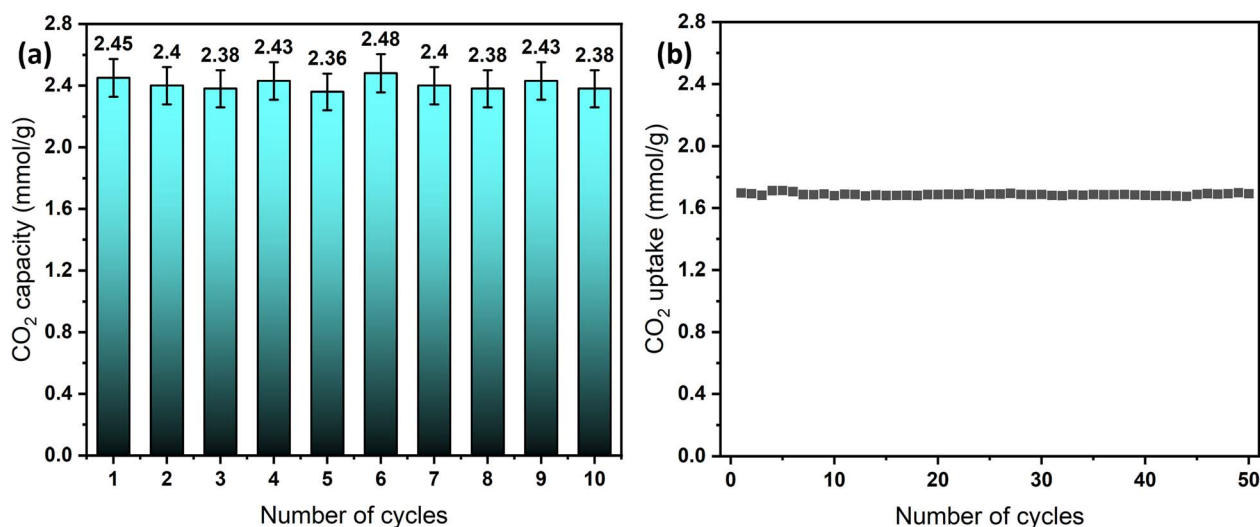 (a)
CO2 capacity (mmol/g)
2.8
2.4
2.0
1.6
1.2
0.8
0.4
0.0
2.45 2.4 2.38 2.43 2.36 2.48 2.4 2.38 2.43 2.38
1 2 3 4 5 6 7 8 9 10
Number of cycles
(b)
CO2 uptake (mmol/g)
2.8
2.4
2.0
1.6
1.2
0.8
0.4
0.0
0 10 20 30 40 50
Number of cycles